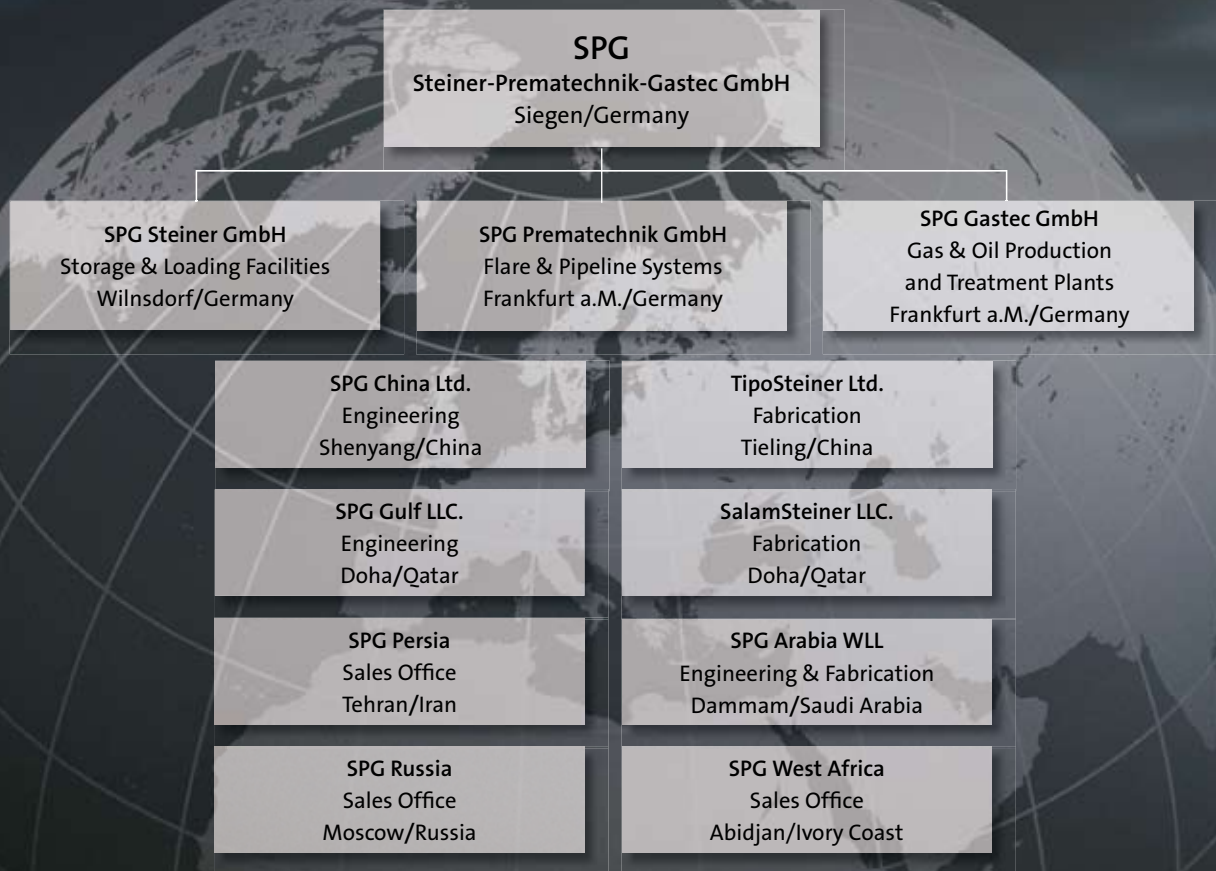 SPG
Steiner-Prematechnik-Gastec GmbH
Siegen/Germany
SPG Steiner GmbH
Storage & Loading Facilities
Wilnsdorf/Germany
SPG Prematechnik GmbH
Flare & Pipeline Systems
Frankfurt a.M./Germany
SPG Gastec GmbH
Gas & Oil Production
and Treatment Plants
Frankfurt a.M./Germany
SPG China Ltd.
Engineering
Shenyang/China
TipoSteiner Ltd.
Fabrication
Tieling/China
SPG Gulf LLC.
Engineering
Doha/Qatar
SalamSteiner LLC.
Fabrication
Doha/Qatar
SPG Persia
Sales Office
Tehran/Iran
SPG Arabia WLL
Engineering & Fabrication
Dammam/Saudi Arabia
SPG Russia
Sales Office
Moscow/Russia
SPG West Africa
Sales Office
Abidjan/Ivory Coast